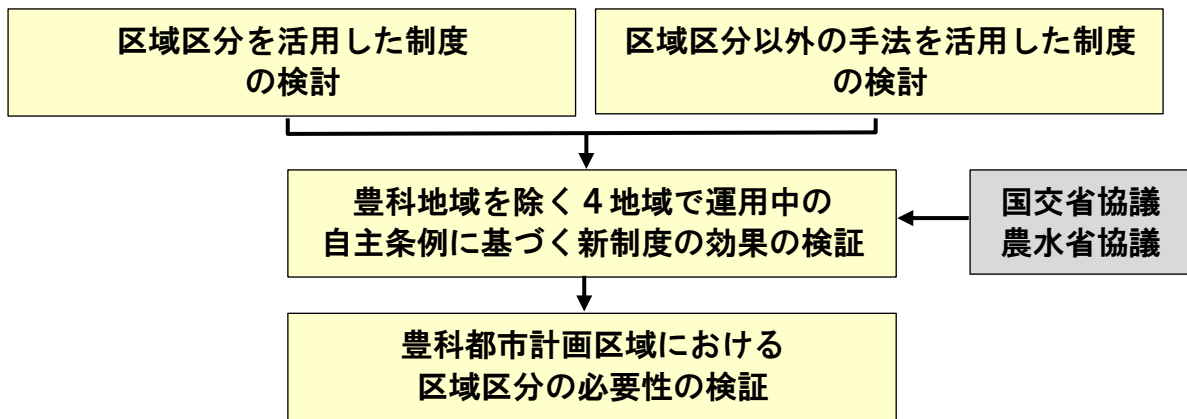 区域区分を活用した制度
の検討
区域区分以外の手法を活用した制度
の検討
豊科地域を除く４地域で運用中の
自主条例に基づく新制度の効果の検証
国交省協議
農水省協議
豊科都市計画区域における
区域区分の必要性の検証